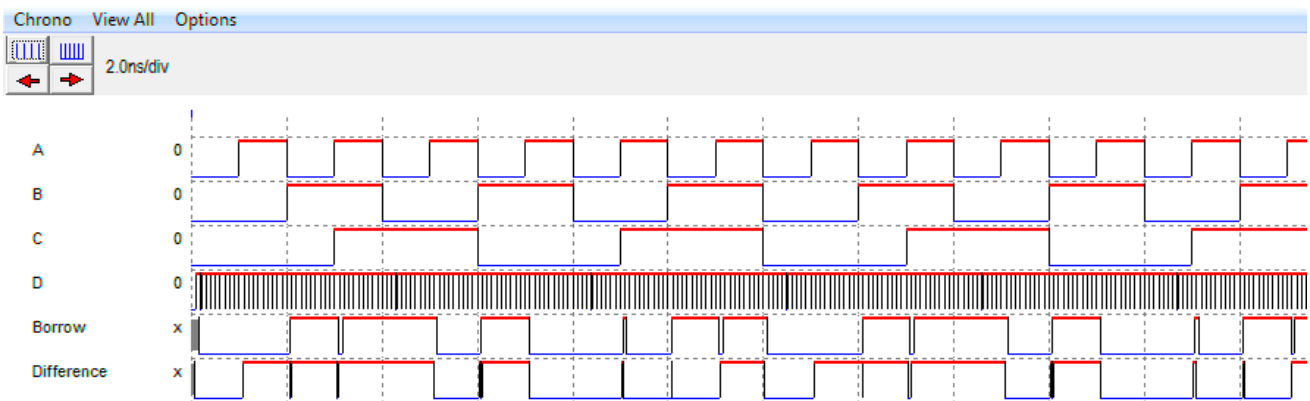 Chrono View All Options
2.0ns/div
A 0
B 0
C 0
D 0
Borrow x
Difference x